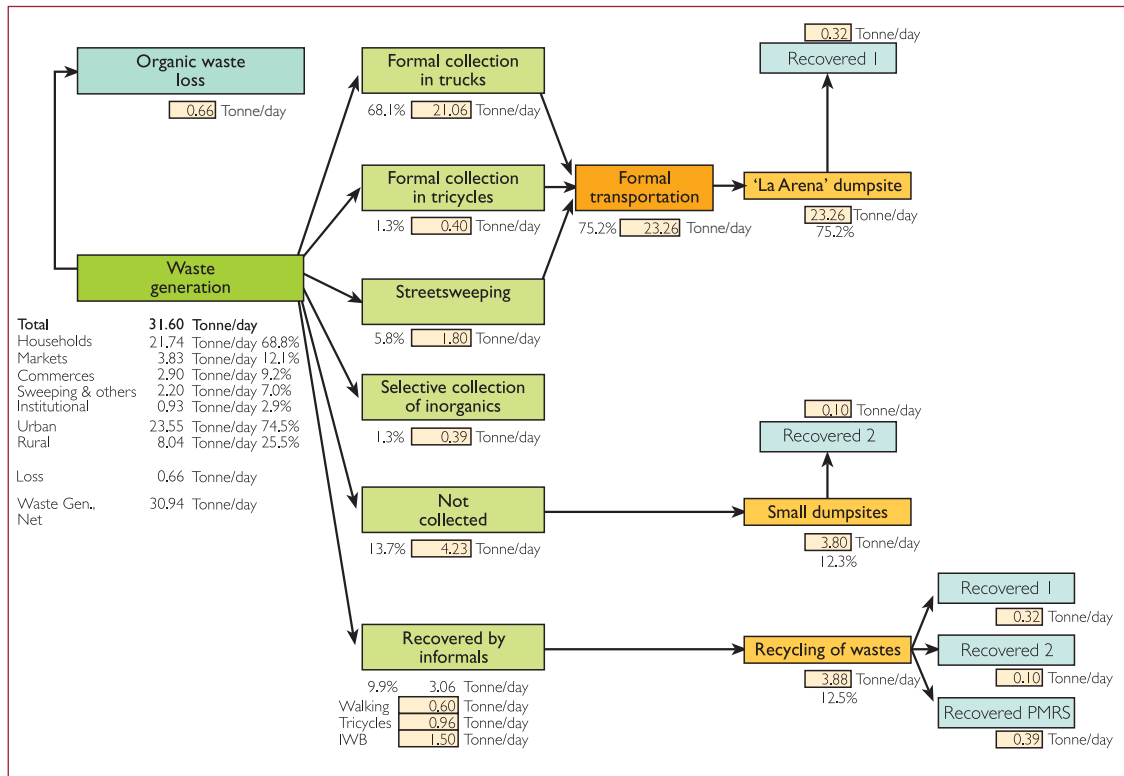 Organic waste
loss
0.66 Tonne/day
Waste
generation
Total 31.60 Tonne/day
Households 21.74 Tonne/day 68.8%
Markets 3.83 Tonne/day 12.1%
Commerces 2.90 Tonne/day 9.2%
Sweeping & others 2.20 Tonne/day 7.0%
Institutional 0.93 Tonne/day 2.9%
Urban 23.55 Tonne/day 74.5%
Rural 8.04 Tonne/day 25.5%
Loss 0.66 Tonne/day
Waste Gen., 30.94 Tonne/day
Net
Formal collection
in trucks
68.1% 21.06 Tonne/day
Formal collection
in tricycles
1.3% 0.40 Tonne/day
Streetsweeping
5.8% 1.80 Tonne/day
Selective collection
of inorganics
1.3% 0.39 Tonne/day
Not
collected
13.7% 4.23 Tonne/day
Recovered by
informals
9.9% 3.06 Tonne/day
Walking 0.60 Tonne/day
Tricycles 0.96 Tonne/day
IWB 1.50 Tonne/day
Formal
transportation
75.2% 23.26 Tonne/day
0.32 Tonne/day
Recovered 1
'La Arena' dumpsite
23.26 Tonne/day
75.2%
0.10 Tonne/day
Recovered 2
Small dumpsites
3.80 Tonne/day
12.3%
Recycling of wastes
3.88 Tonne/day
12.5%
Recovered 1
0.32 Tonne/day
Recovered 2
0.10 Tonne/day
Recovered PMRS
0.39 Tonne/day